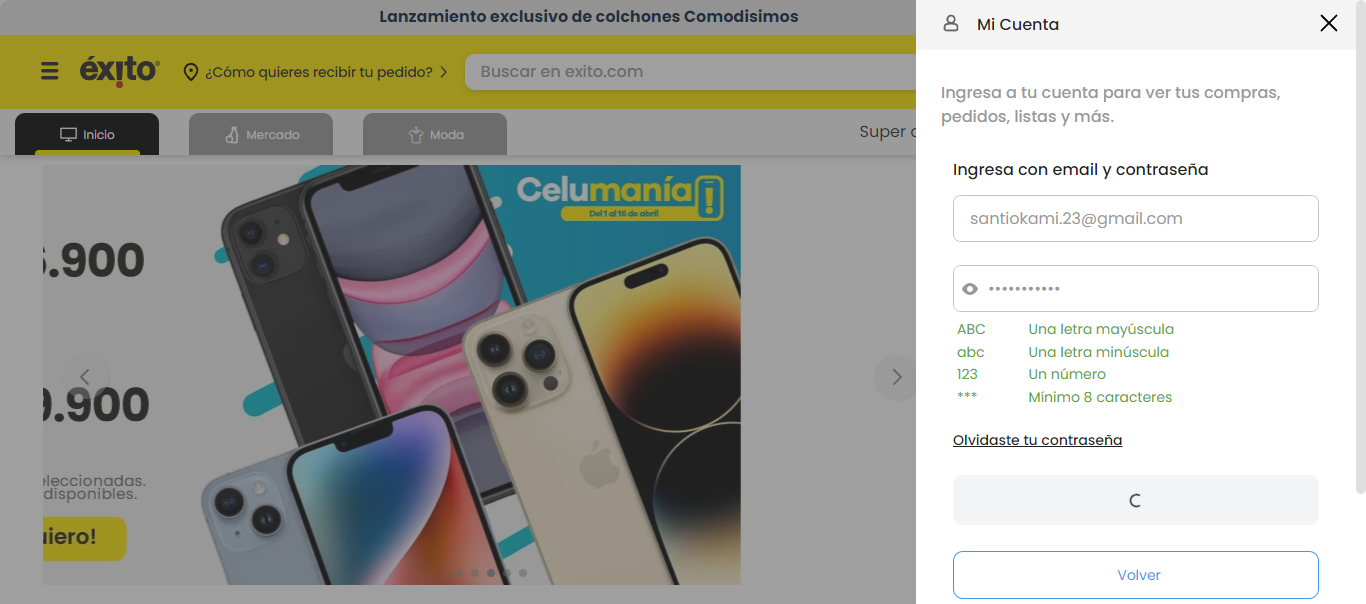 Lanzamiento exclusivo de colchones Comodisimos
éxito
¿Cómo quieres recibir tu pedido?
Buscar en exito.com
Inicio
Mercado
Moda
Super
Celumanía
Del 1 al 16 de abril
.900
9.900
eleccionadas.
disponibles.
uiero!
Mi Cuenta
Ingresa a tu cuenta para ver tus compras,
pedidos, listas y más.
Ingresa con email y contraseña
santiokami.23@gmail.com
•••••••••••
ABC Una letra mayúscula
abc Una letra minúscula
123 Un número
*** Mínimo 8 caracteres
Olvidaste tu contraseña
Volver